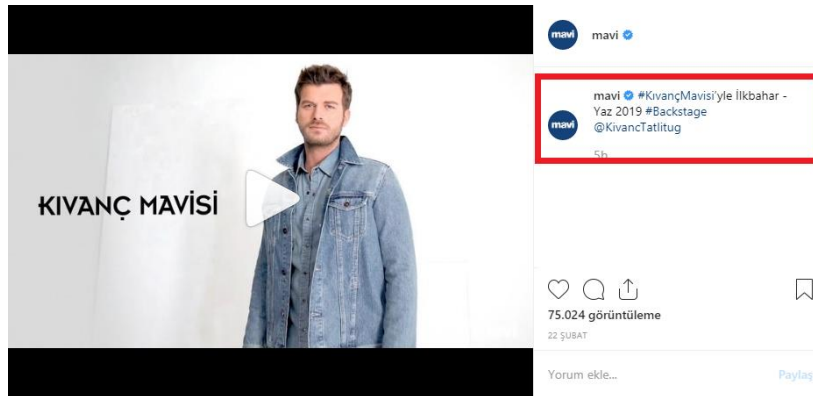 mavi
mavi
KIVANÇ MAVİSİ
mavi #KıvançMavisi'yle İlkbahar -
Yaz 2019 #Backstage
@KivancTatlitug
mavi
5h
75.024 görüntüleme
22 ŞUBAT
Yorum ekle...
Paylaş